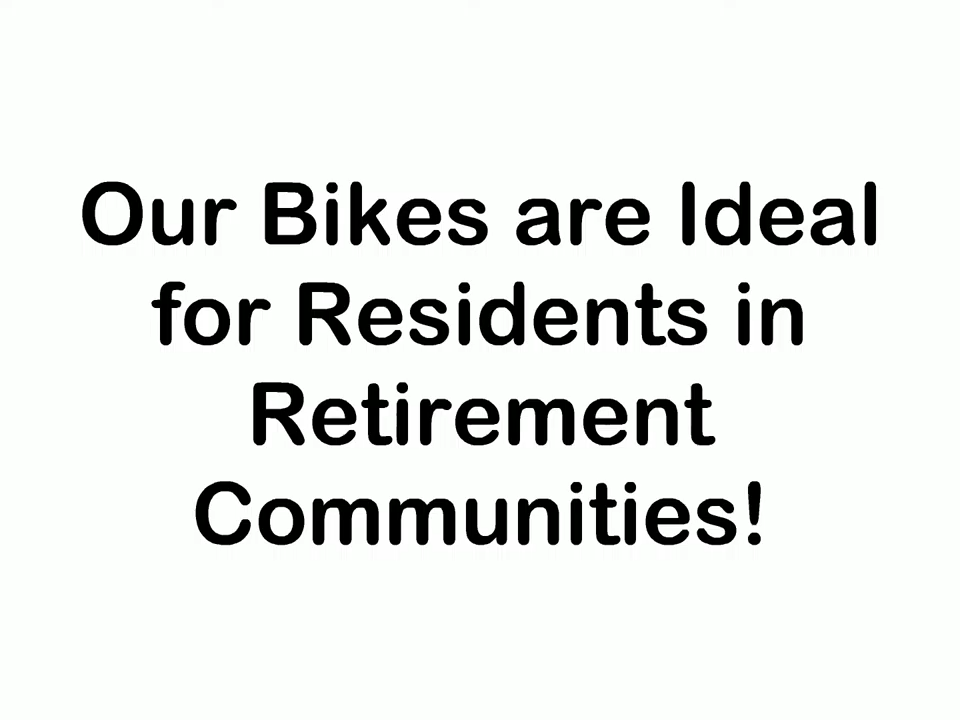 Our Bikes are Ideal
for Residents in
Retirement
Communities!